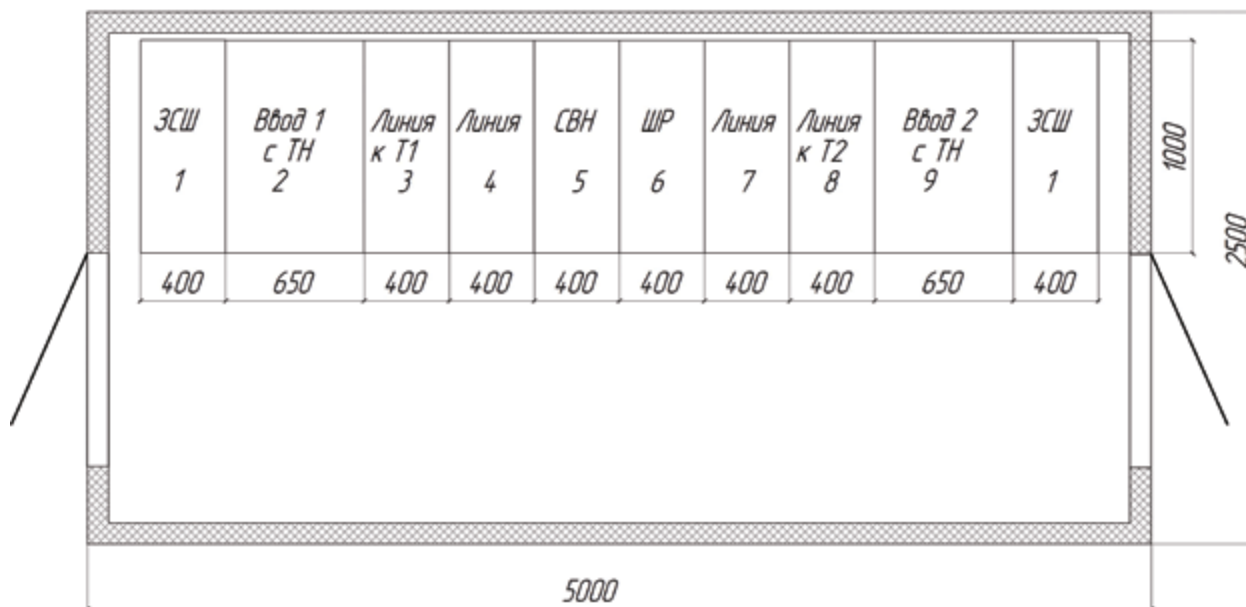 ЗСШ
1
Ввод 1
с ТН
2
Линия
к Т1
3
Линия
4
СВН
5
ШР
6
Линия
7
Линия
к Т2
8
Ввод 2
с ТН
9
ЗСШ
1
1000
2500
400 650 400 400 400 400 400 400 650 400
5000